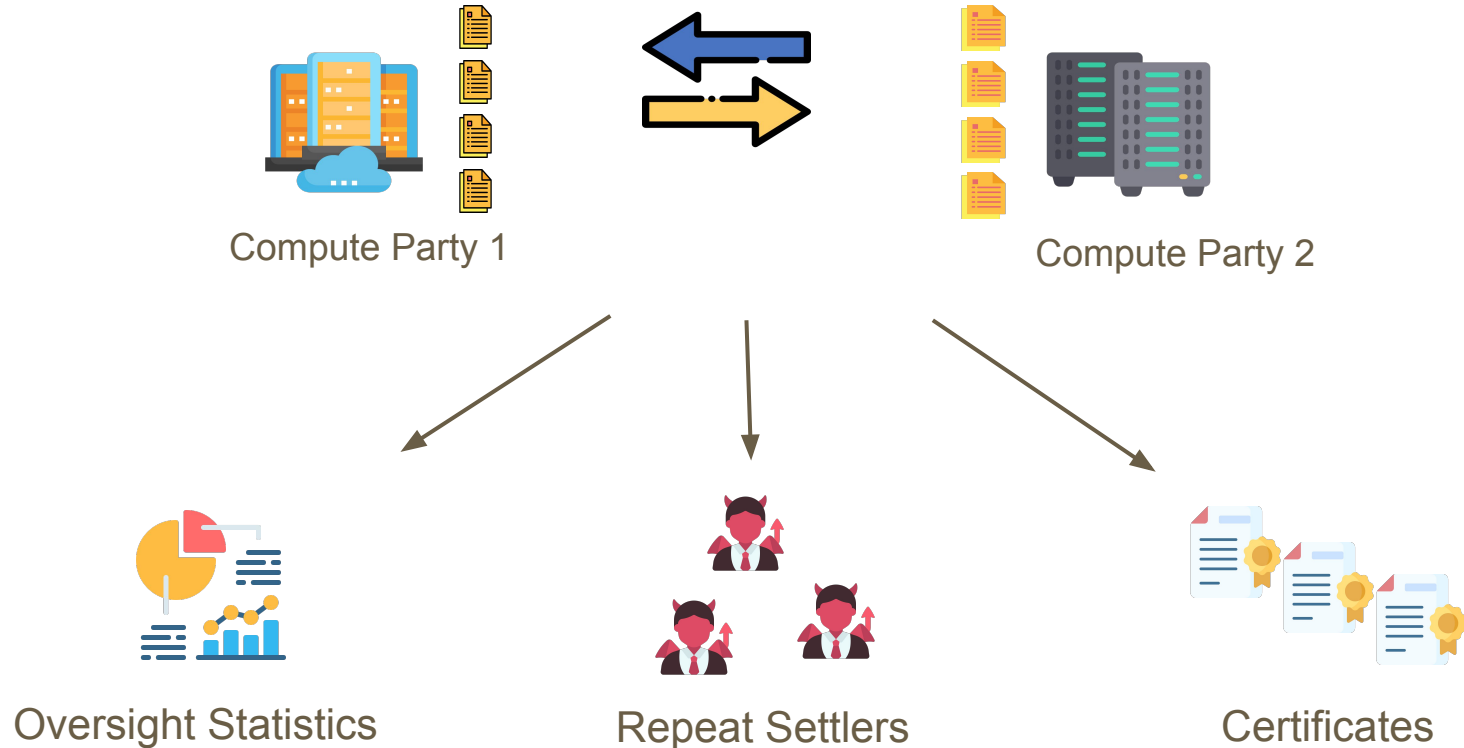 Compute Party 1
Compute Party 2
Oversight Statistics
Repeat Settlers
Certificates